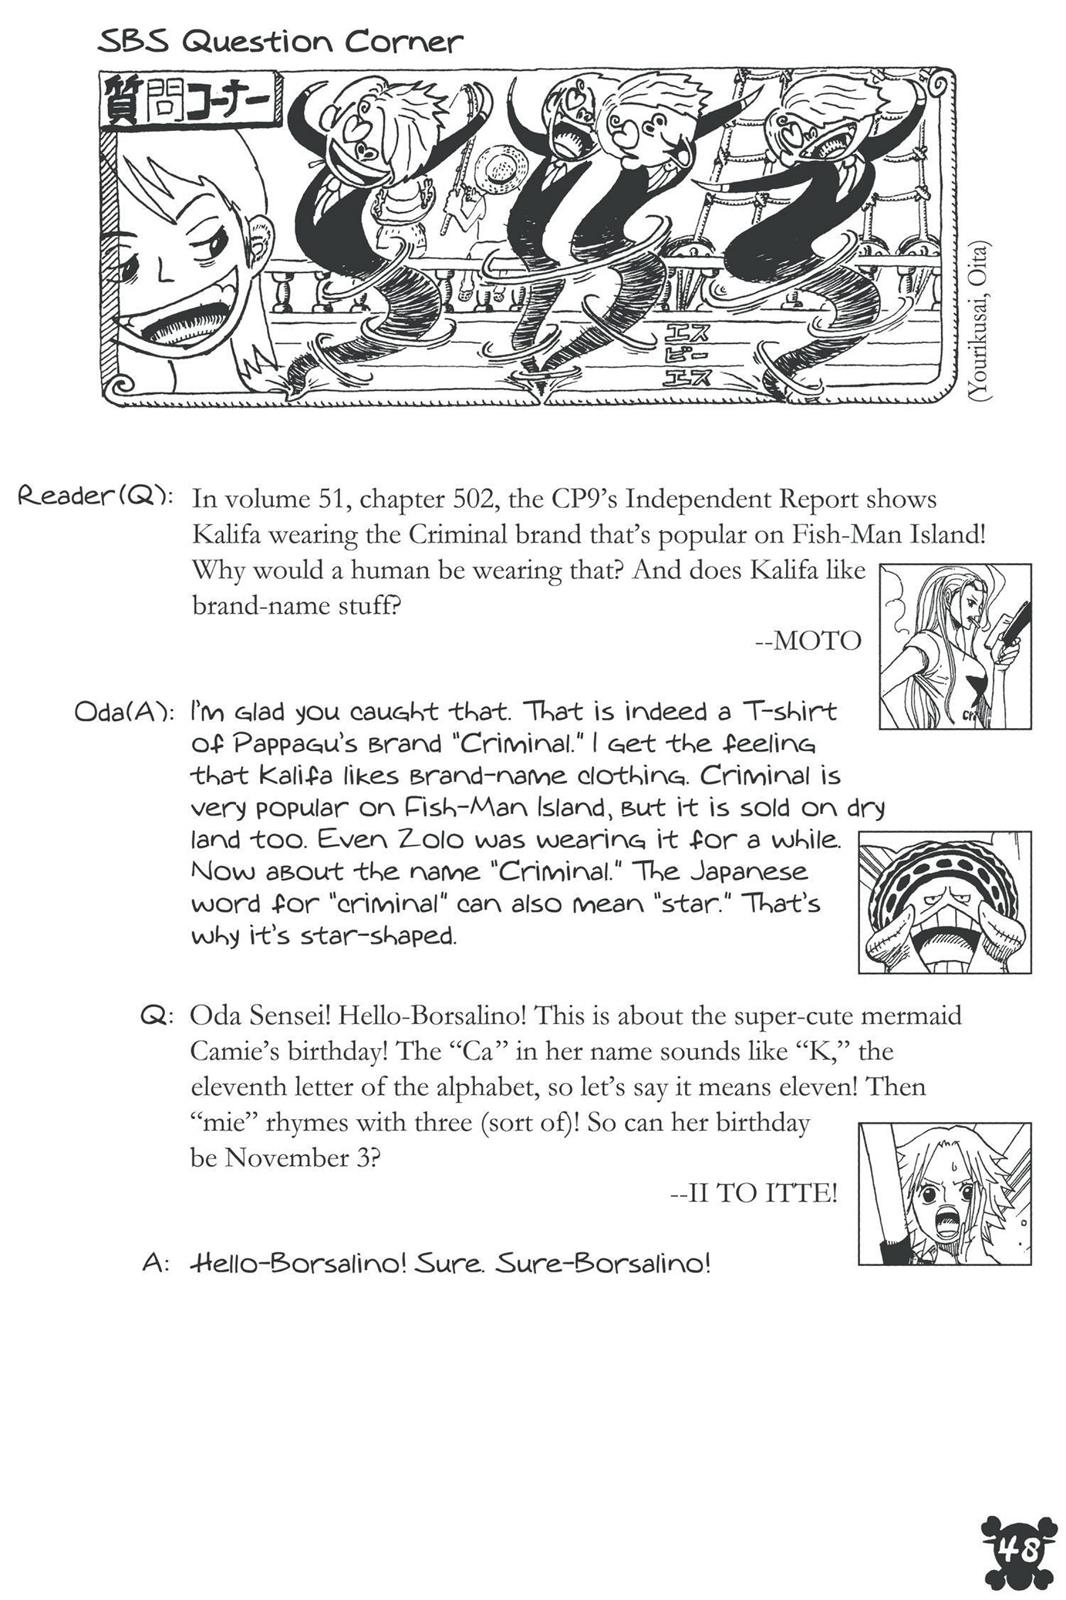 SBS Question Corner
質問コーナー
エス
ビー
エス
(Yourikusai, Oita)
Reader(Q): In volume 51, chapter 502, the CP9’s Independent Report shows
Kalifa wearing the Criminal brand that’s popular on Fish-Man Island!
Why would a human be wearing that? And does Kalifa like
brand-name stuff?
--MOTO
Cri
Oda(A): I'm glad you caught that. That is indeed a T-shirt
of Pappagu's brand "Criminal." I get the feeling
that Kalifa likes brand-name clothing. Criminal is
very popular on Fish-Man Island, but it is sold on dry
land too. Even Zolo was wearing it for a while.
Now about the name "Criminal." The Japanese
word for "criminal" can also mean "star." That's
why it's star-shaped.
Q: Oda Sensei! Hello-Borsalino! This is about the super-cute mermaid
Camie’s birthday! The “Ca” in her name sounds like “K,” the
eleventh letter of the alphabet, so let’s say it means eleven! Then
“mie” rhymes with three (sort of)! So can her birthday
be November 3?
--II TO ITTE!
A: Hello-Borsalino! Sure. Sure-Borsalino!
48